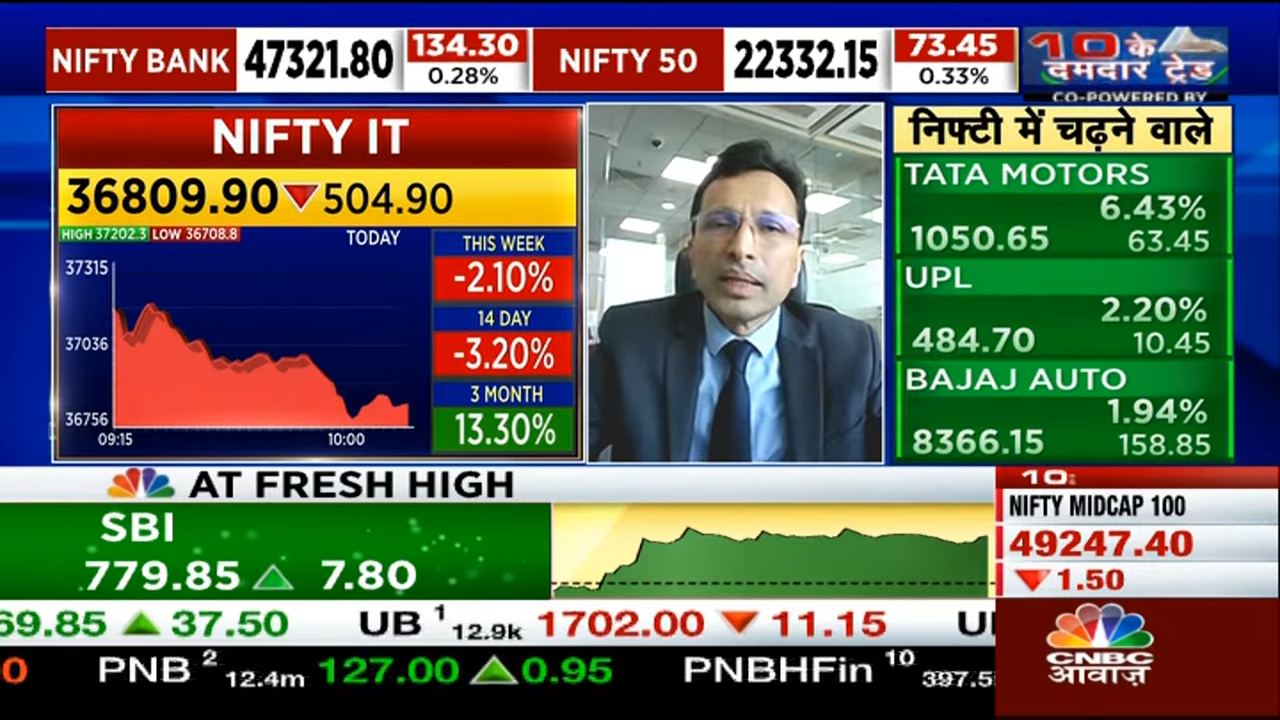 NIFTY BANK 47321.80 134.30 0.28% NIFTY 50 22332.15 73.45 0.33%
10 के
दमदार ट्रेड
CO-POWERED BY
NIFTY IT
36809.90 ▼ 504.90
HIGH 37202.3 LOW 36708.8
TODAY
37315
37036
36756
09:15 10:00
THIS WEEK
-2.10%
14 DAY
-3.20%
3 MONTH
13.30%
निफ्टी में चढ़ने वाले
TATA MOTORS
6.43%
1050.65 63.45
UPL
2.20%
484.70 10.45
BAJAJ AUTO
1.94%
8366.15 158.85
AT FRESH HIGH
SBI
779.85 ▲ 7.80
10:
NIFTY MIDCAP 100
49247.40
▼ 1.50
69.85 ▲ 37.50 UB 1 12.9k 1702.00 ▼ 11.15
PNB 2 12.4m 127.00 ▲ 0.95 PNBHFin 10 397.5
CNBC
आवाज़